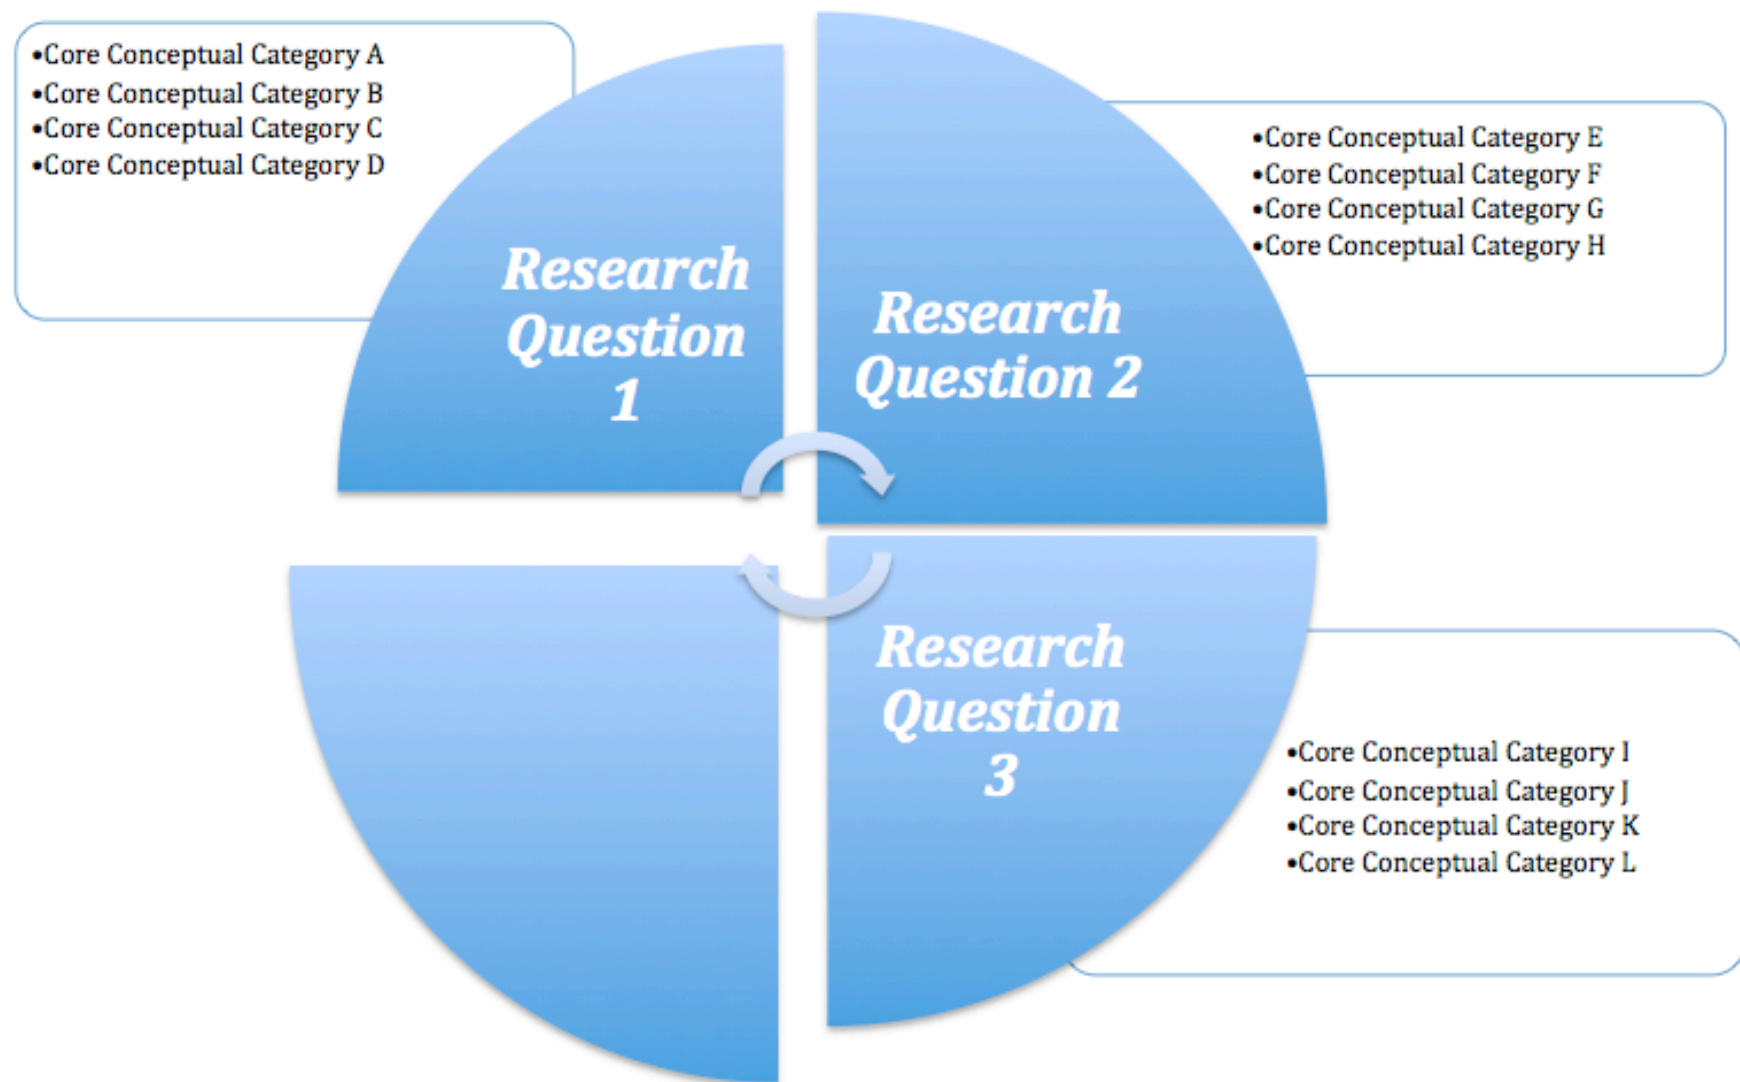 •Core Conceptual Category A
•Core Conceptual Category B
•Core Conceptual Category C
•Core Conceptual Category D
Research
Question
1
Research
Question 2
•Core Conceptual Category E
•Core Conceptual Category F
•Core Conceptual Category G
•Core Conceptual Category H
Research
Question
3
•Core Conceptual Category I
•Core Conceptual Category J
•Core Conceptual Category K
•Core Conceptual Category L